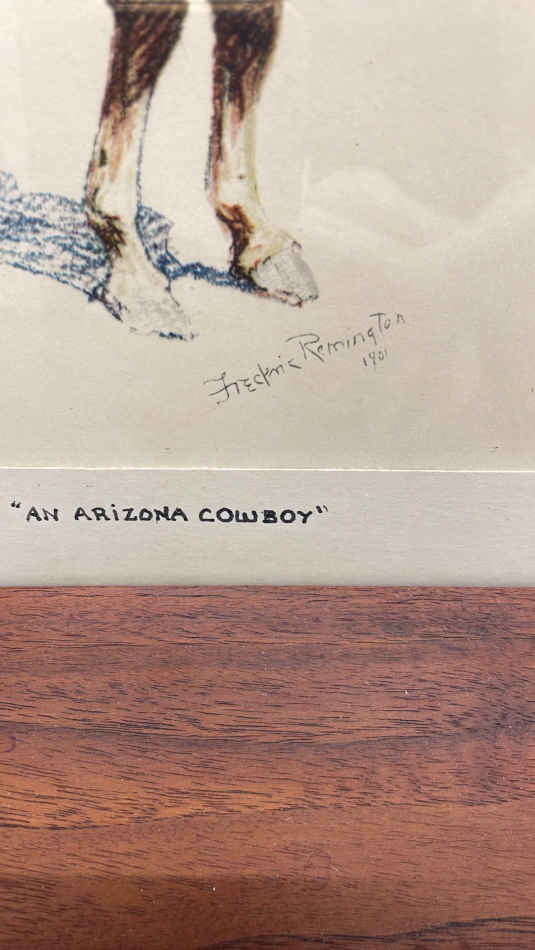 Frederic Remington
1901
"AN ARiZONA COWBOY"